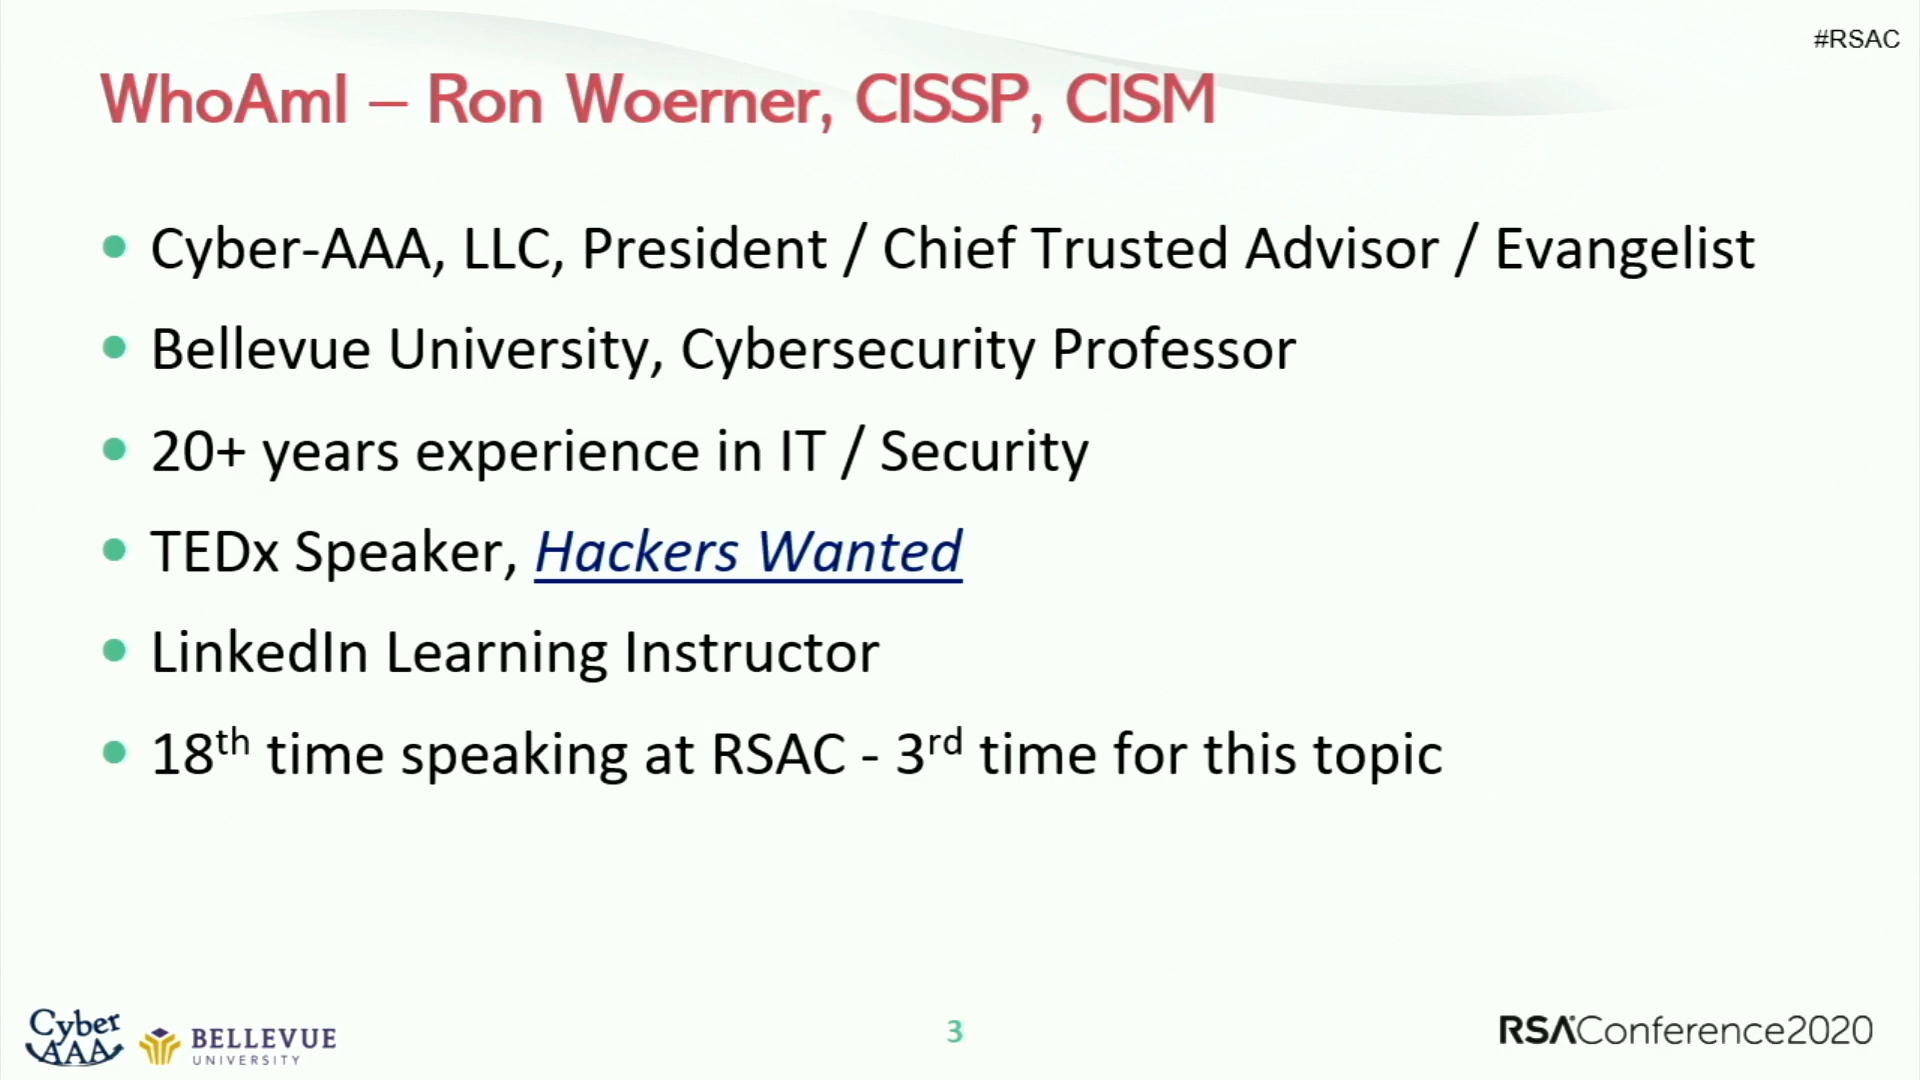 #RSAC
WhoAmI – Ron Woerner, CISSP, CISM
• Cyber-AAA, LLC, President / Chief Trusted Advisor / Evangelist
• Bellevue University, Cybersecurity Professor
• 20+ years experience in IT / Security
• TEDx Speaker, Hackers Wanted
• LinkedIn Learning Instructor
• 18th time speaking at RSAC - 3rd time for this topic
Cyber
AAA
BELLEVUE
UNIVERSITY
3
RSAConference2020